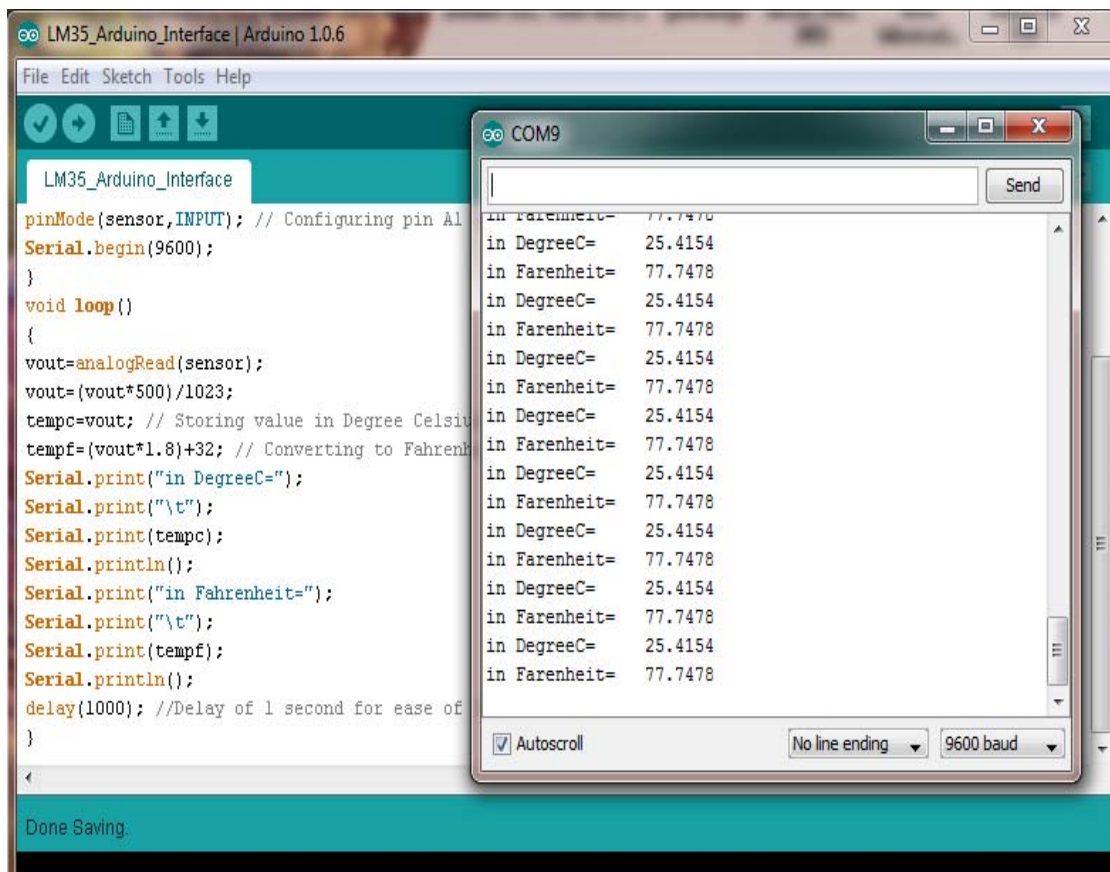 LM35_Arduino_Interface | Arduino 1.0.6
File Edit Sketch Tools Help
LM35_Arduino_Interface
pinMode(sensor,INPUT); // Configuring pin A1
Serial.begin(9600);
}
void loop()
{
vout=analogRead(sensor);
vout=(vout*500)/1023;
tempc=vout; // Storing value in Degree Celsiu
tempf=(vout*1.8)+32; // Converting to Fahrenh
Serial.print("in DegreeC=");
Serial.print("\t");
Serial.print(tempc);
Serial.println();
Serial.print("in Fahrenheit=");
Serial.print("\t");
Serial.print(tempf);
Serial.println();
delay(1000); //Delay of 1 second for ease of
}
Done Saving.
COM9
Send
in Farenheit= 77.7478
in DegreeC= 25.4154
in Farenheit= 77.7478
in DegreeC= 25.4154
in Farenheit= 77.7478
in DegreeC= 25.4154
in Farenheit= 77.7478
in DegreeC= 25.4154
in Farenheit= 77.7478
in DegreeC= 25.4154
in Farenheit= 77.7478
in DegreeC= 25.4154
in Farenheit= 77.7478
in DegreeC= 25.4154
in Farenheit= 77.7478
in DegreeC= 25.4154
in Farenheit= 77.7478
Autoscroll
No line ending
9600 baud